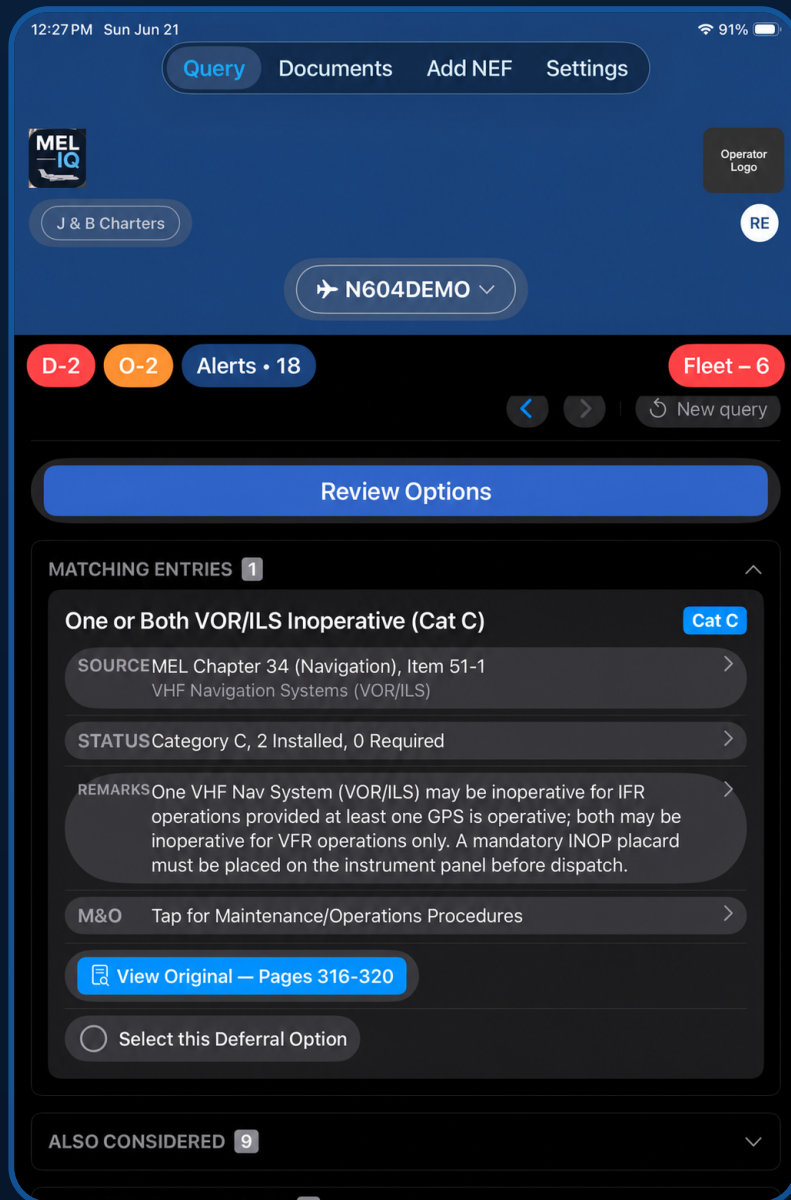 12:27 PM Sun Jun 21
91%
Query Documents Add NEF Settings
MEL
IQ
Operator
Logo
J & B Charters
RE
N604DEMO
D-2 O-2 Alerts • 18 Fleet – 6
New query
Review Options
MATCHING ENTRIES 1
One or Both VOR/ILS Inoperative (Cat C) Cat C
SOURCE MEL Chapter 34 (Navigation), Item 51-1
VHF Navigation Systems (VOR/ILS)
STATUS Category C, 2 Installed, 0 Required
REMARKS One VHF Nav System (VOR/ILS) may be inoperative for IFR
operations provided at least one GPS is operative; both may be
inoperative for VFR operations only. A mandatory INOP placard
must be placed on the instrument panel before dispatch.
M&O Tap for Maintenance/Operations Procedures
View Original — Pages 316-320
Select this Deferral Option
ALSO CONSIDERED 9